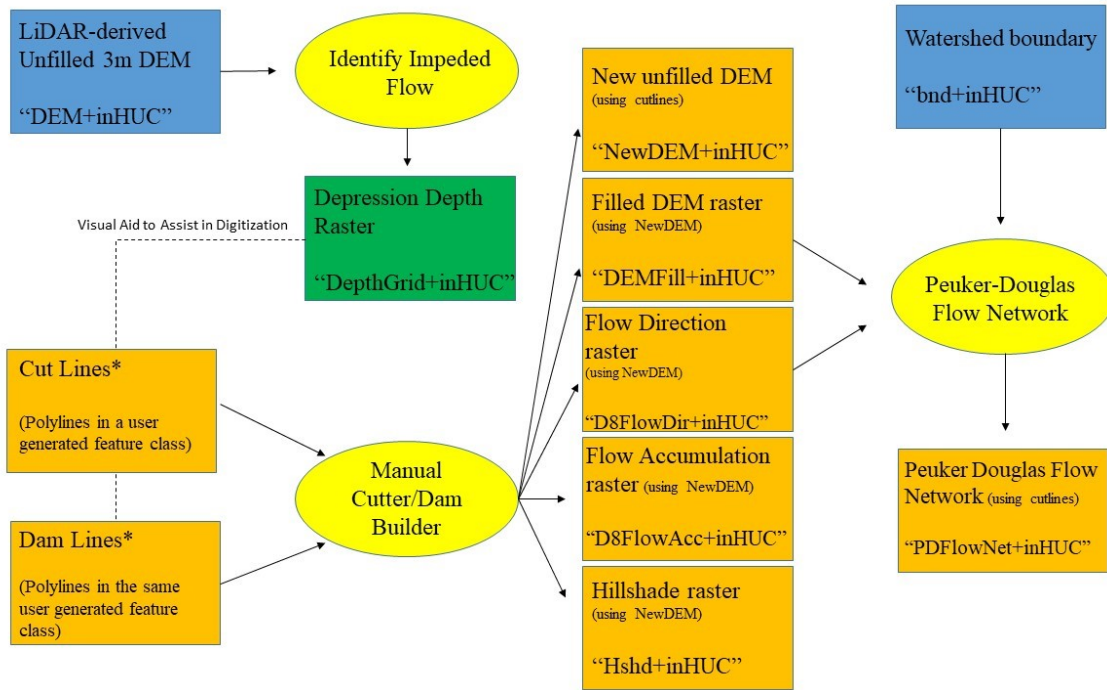 LiDAR-derived
Unfilled 3m DEM
“DEM+inHUC”
Identify Impeded
Flow
Depression Depth
Raster
“DepthGrid+inHUC”
Visual Aid to Assist in Digitization
Cut Lines*
(Polylines in a user
generated feature class)
Dam Lines*
(Polylines in the same
user generated feature
class)
Manual
Cutter/Dam
Builder
New unfilled DEM
(using cutlines)
“NewDEM+inHUC”
Filled DEM raster
(using NewDEM)
“DEMFill+inHUC”
Flow Direction
raster
(using NewDEM)
“D8FlowDir+inHUC”
Flow Accumulation
raster (using NewDEM)
“D8FlowAcc+inHUC”
Hillshade raster
(using NewDEM)
“Hshd+inHUC”
Watershed boundary
“bnd+inHUC”
Peuker-Douglas
Flow Network
Peuker Douglas Flow
Network (using cutlines)
“PDFlowNet+inHUC”